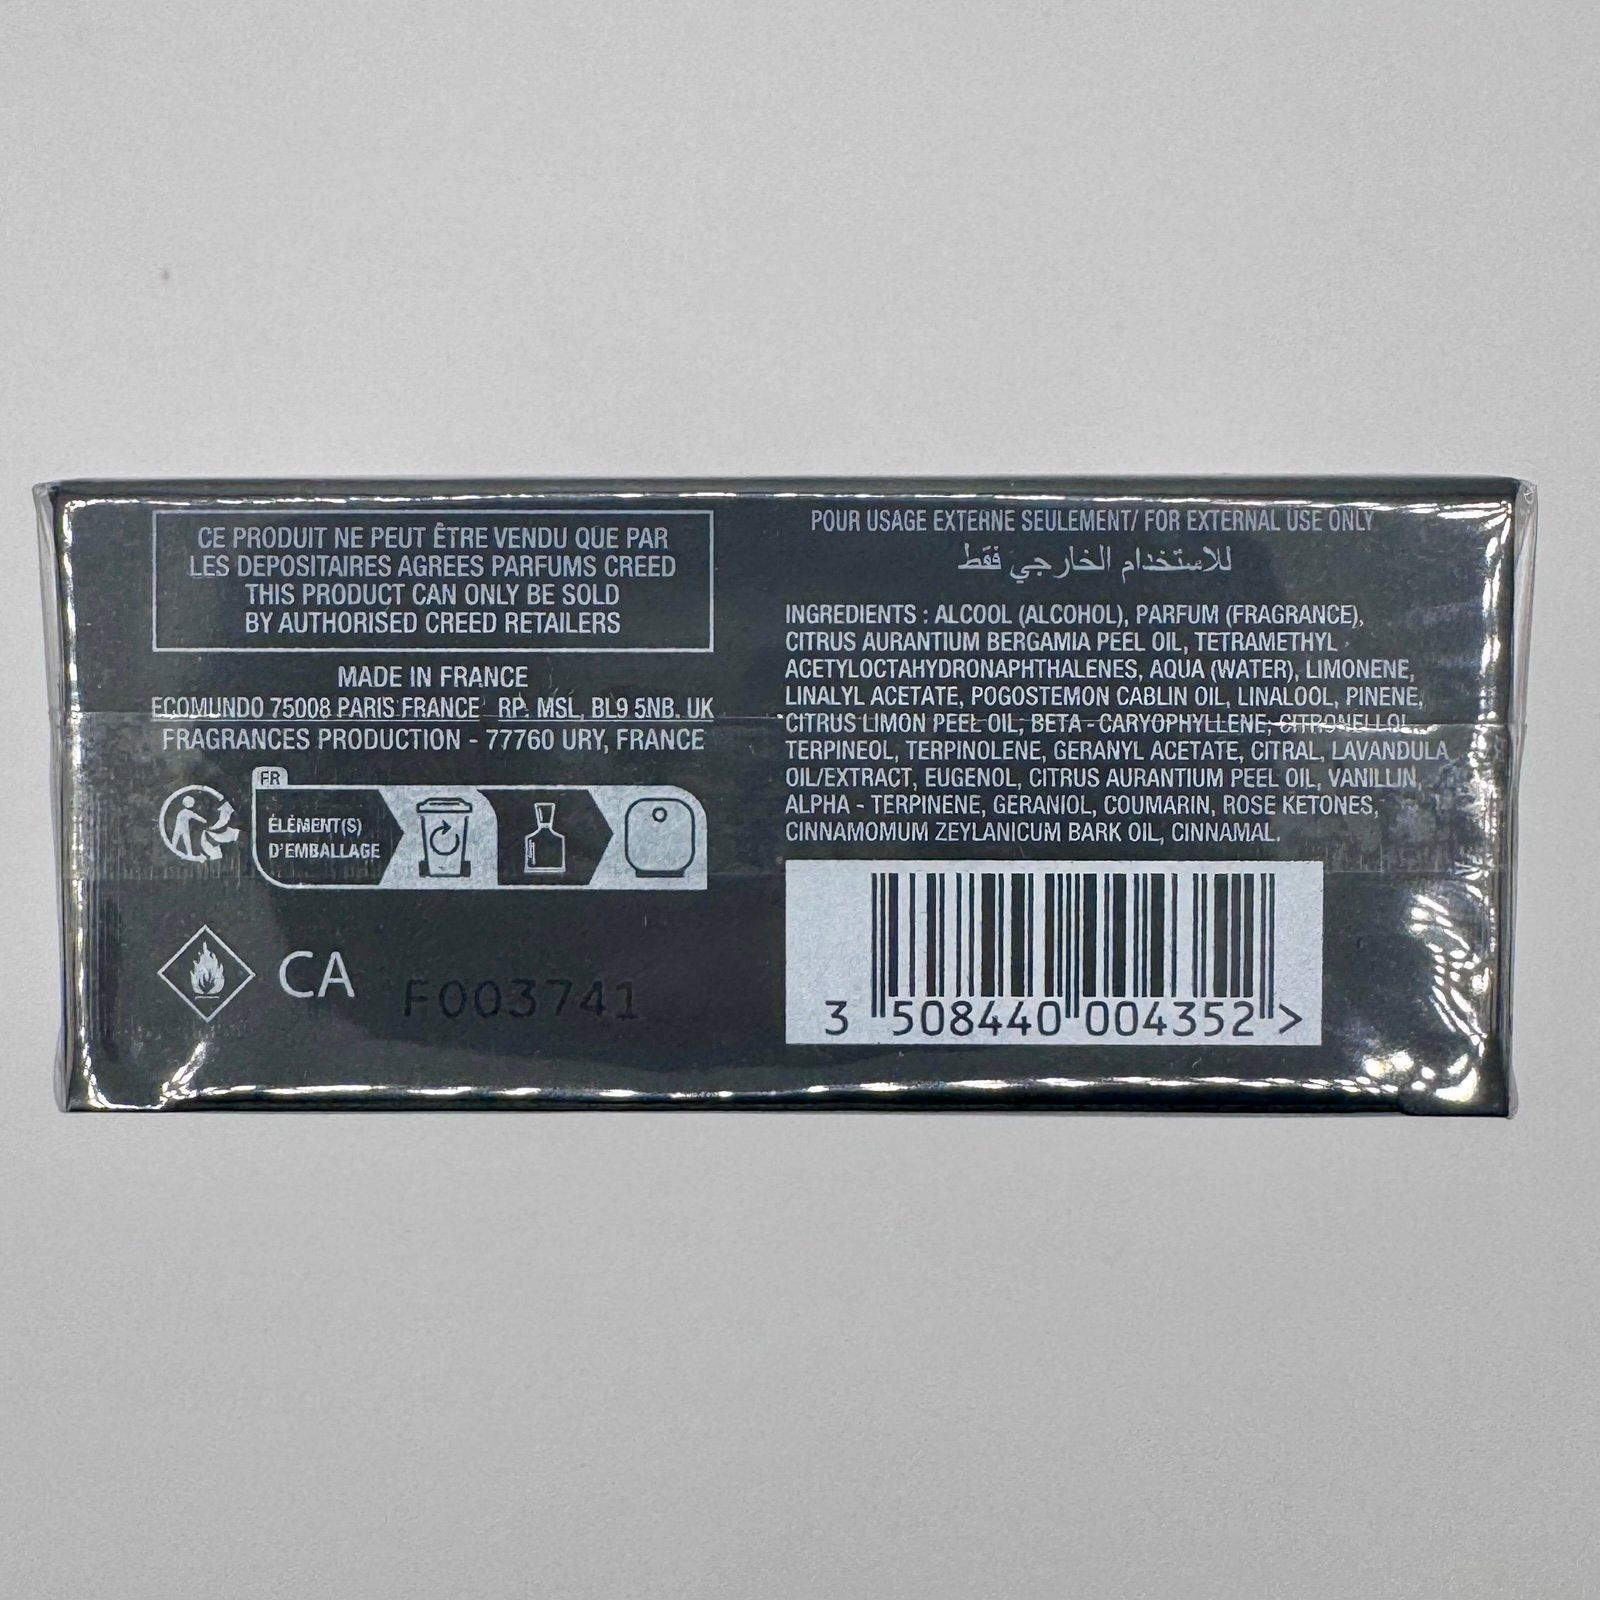 CE PRODUIT NE PEUT ÊTRE VENDU QUE PAR
LES DEPOSITAIRES AGREES PARFUMS CREED
THIS PRODUCT CAN ONLY BE SOLD
BY AUTHORISED CREED RETAILERS
MADE IN FRANCE
ECOMUNDO 75008 PARIS FRANCE RP. MSL, BL9 5NB. UK
FRAGRANCES PRODUCTION - 77760 URY, FRANCE
FR
ÉLÉMENT(S)
D'EMBALLAGE
CA
F003741
POUR USAGE EXTERNE SEULEMENT/ FOR EXTERNAL USE ONLY
للاستخدام الخارجي فقط
INGREDIENTS : ALCOOL (ALCOHOL), PARFUM (FRAGRANCE),
CITRUS AURANTIUM BERGAMIA PEEL OIL, TETRAMETHYL
ACETYLOCTAHYDRONAPHTHALENES, AQUA (WATER), LIMONENE,
LINALYL ACETATE, POGOSTEMON CABLIN OIL, LINALOOL, PINENE,
CITRUS LIMON PEEL OIL, BETA - CARYOPHYLLENE, CITRONELLOL,
TERPINEOL, TERPINOLENE, GERANYL ACETATE, CITRAL, LAVANDULA
OIL/EXTRACT, EUGENOL, CITRUS AURANTIUM PEEL OIL, VANILLIN,
ALPHA - TERPINENE, GERANIOL, COUMARIN, ROSE KETONES,
CINNAMOMUM ZEYLANICUM BARK OIL, CINNAMAL.
3 508440 004352 >